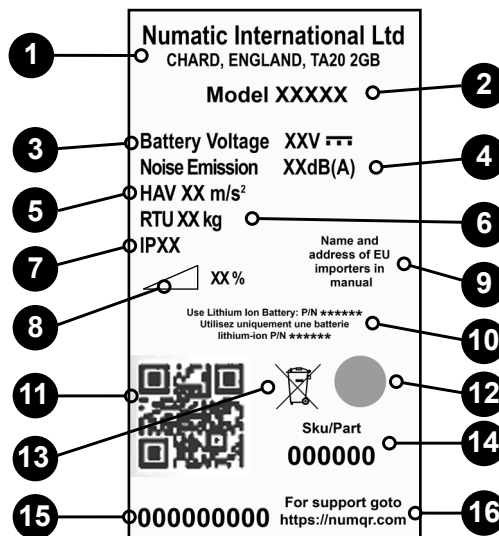 Numatic International Ltd
CHARD, ENGLAND, TA20 2GB
1
Model XXXXX
2
3
Battery Voltage XXV
Noise Emission XXdB(A)
4
5
HAV XX m/s²
RTU XX kg
6
7
IPXX
Name and
address of EU
importers in
manual
9
XX %
8
Use Lithium Ion Battery: P/N ******
Utilisez uniquement une batterie
lithium-ion P/N ******
10
11
12
13
Sku/Part
000000
14
15
000000000
For support goto
https://numqr.com
16